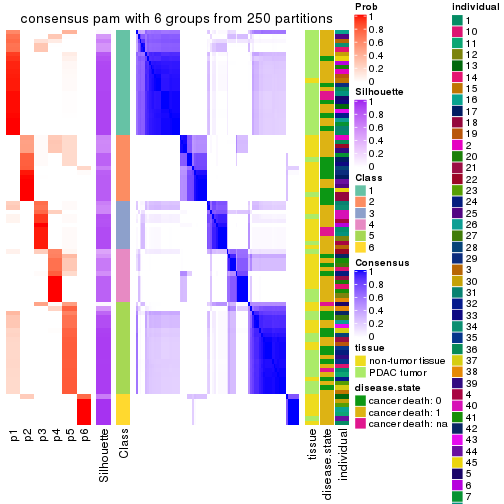 consensus pam with 6 groups from 250 partitions
p1
p2
p3
p4
p5
p6
Silhouette
Class
tissue
disease.state
individual
Prob
1
0.8
0.6
0.4
0.2
0
Silhouette
1
0.8
0.6
0.4
0.2
0
Class
1
2
3
4
5
6
Consensus
1
0.8
0.6
0.4
0.2
0
tissue
non-tumor tissue
PDAC tumor
disease.state
cancer death: 0
cancer death: 1
cancer death: na
individual
1
10
11
12
13
14
15
16
17
18
19
2
20
21
22
23
24
25
26
27
28
29
3
30
31
32
33
34
35
36
37
38
39
4
40
41
42
43
44
45
5
6
7